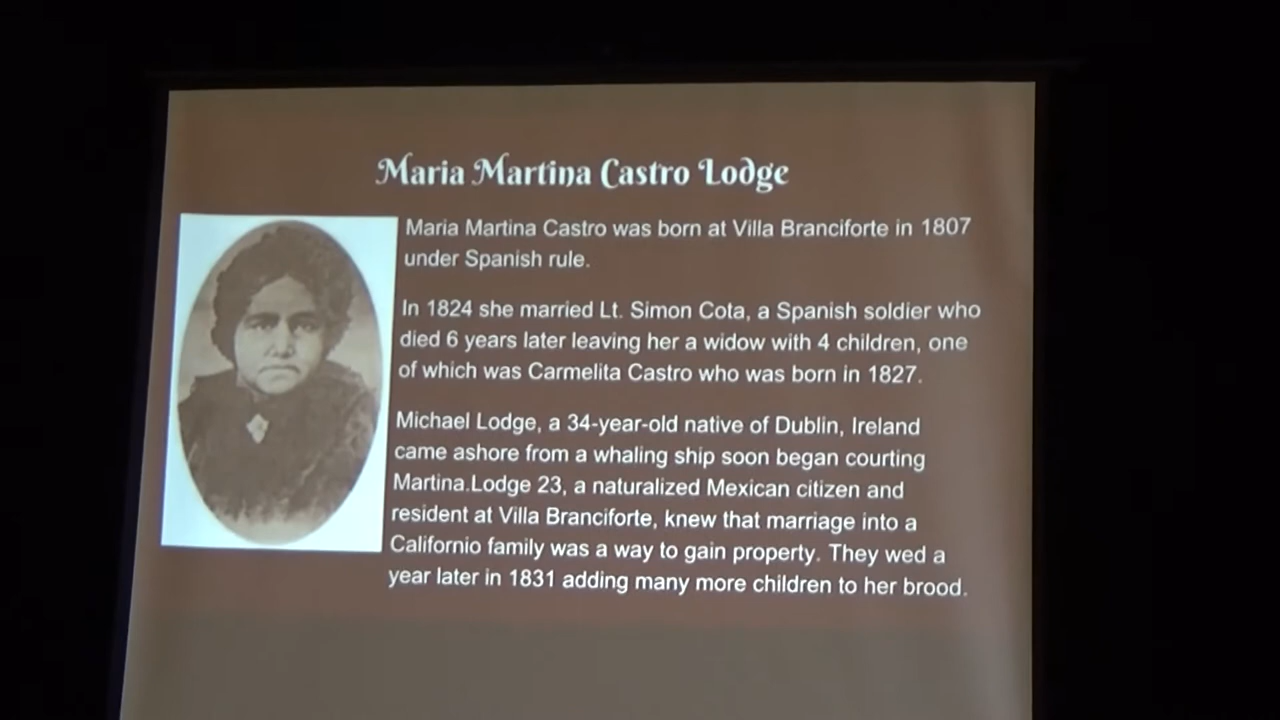 Maria Martina Castro Lodge
Maria Martina Castro was born at Villa Branciforte in 1807
under Spanish rule.
In 1824 she married Lt. Simon Cota, a Spanish soldier who
died 6 years later leaving her a widow with 4 children, one
of which was Carmelita Castro who was born in 1827.
Michael Lodge, a 34-year-old native of Dublin, Ireland
came ashore from a whaling ship soon began courting
Martina.Lodge 23, a naturalized Mexican citizen and
resident at Villa Branciforte, knew that marriage into a
Californio family was a way to gain property. They wed a
year later in 1831 adding many more children to her brood.